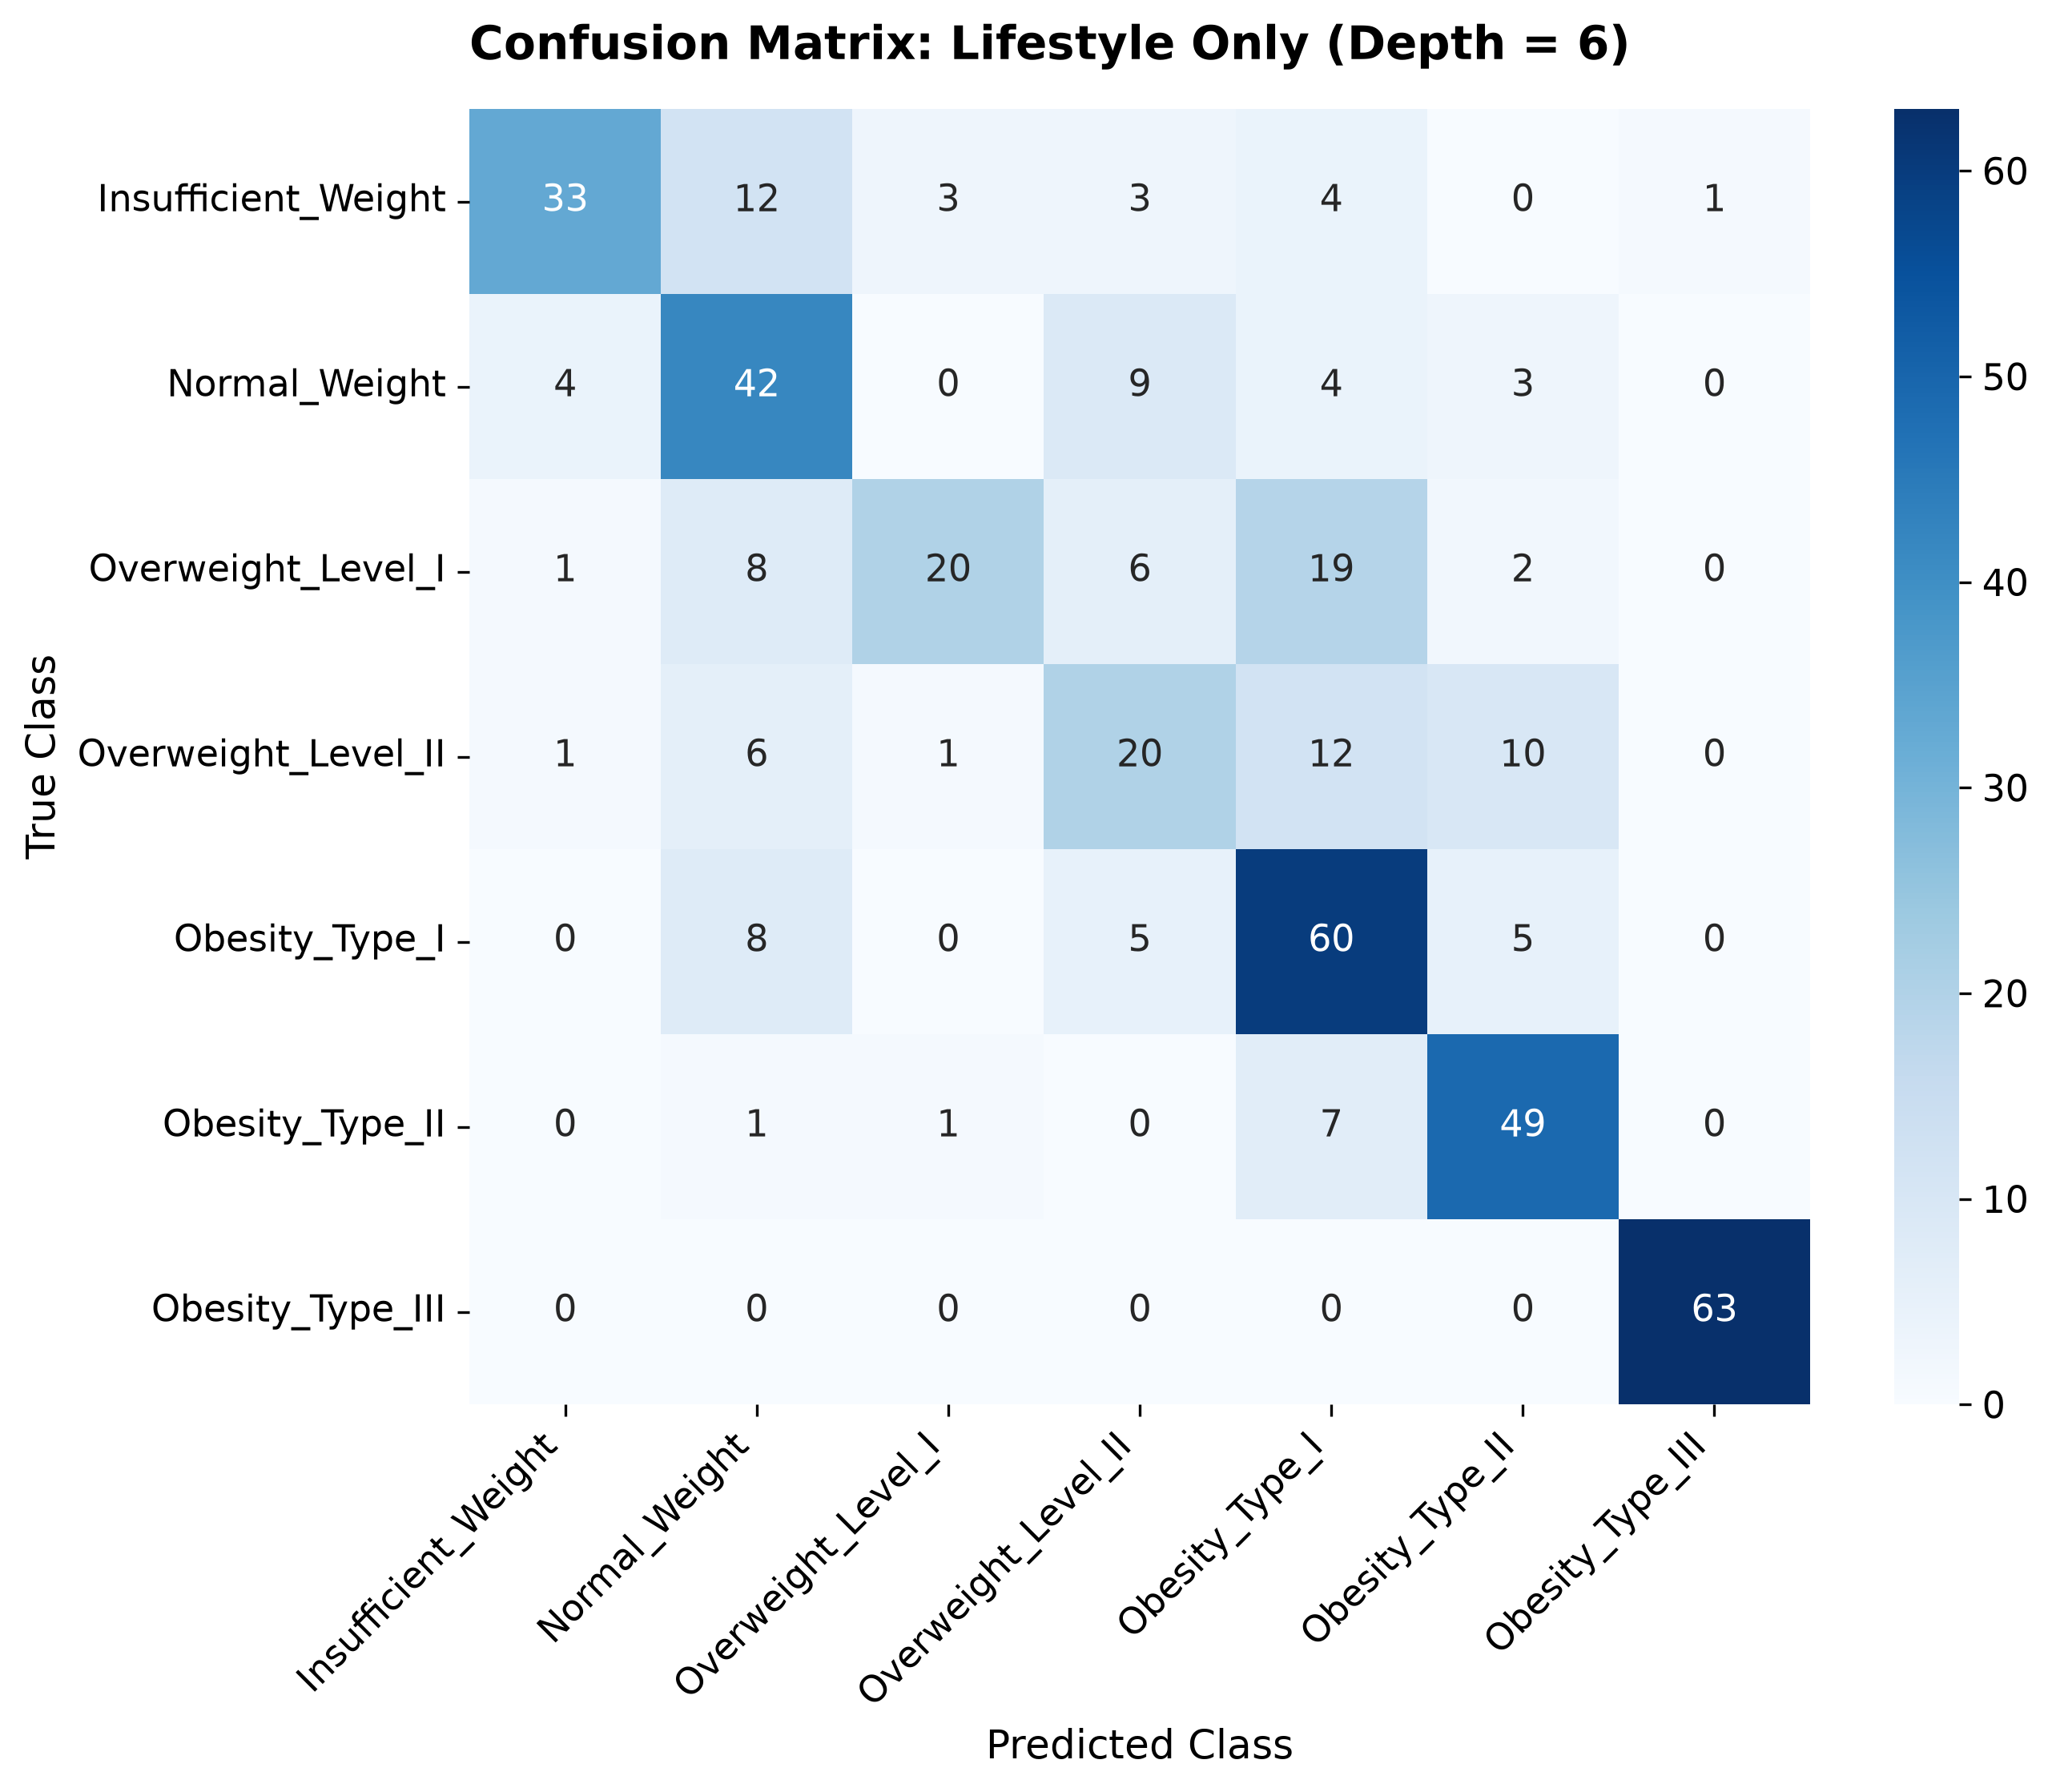 Confusion Matrix: Lifestyle Only (Depth = 6)
True Class
Insufficient_Weight 33 12 3 3 4 0 1
Normal_Weight 4 42 0 9 4 3 0
Overweight_Level_I 1 8 20 6 19 2 0
Overweight_Level_II 1 6 1 20 12 10 0
Obesity_Type_I 0 8 0 5 60 5 0
Obesity_Type_II 0 1 1 0 7 49 0
Obesity_Type_III 0 0 0 0 0 0 63
Insufficient_Weight
Normal_Weight
Overweight_Level_I
Overweight_Level_II
Obesity_Type_I
Obesity_Type_II
Obesity_Type_III
Predicted Class
60
50
40
30
20
10
0